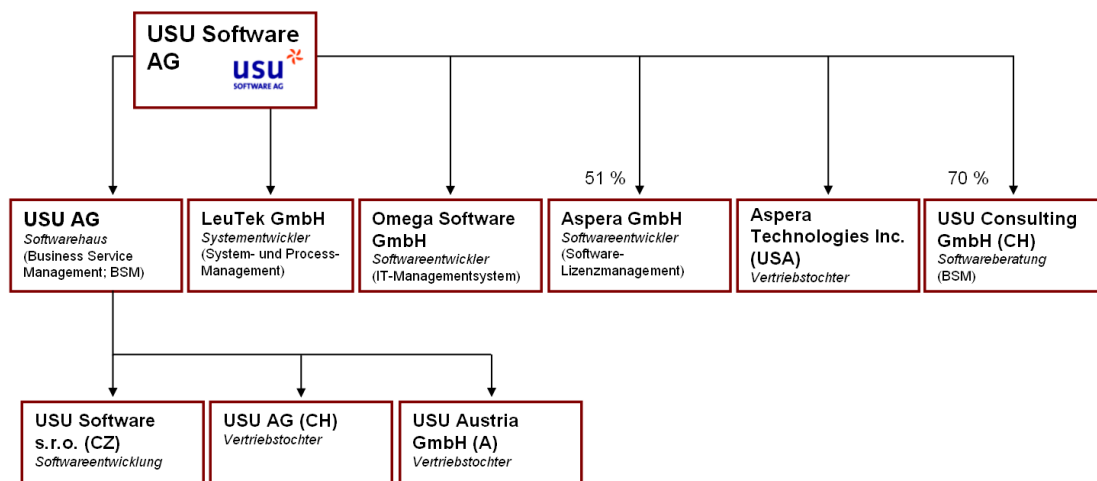 USU Software
AG
usu
SOFTWARE AG
51 %
70 %
USU AG
Softwarehaus
(Business Service
Management; BSM)
LeuTek GmbH
Systementwickler
(System- und Process-
Management)
Omega Software
GmbH
Softwareentwickler
(IT-Managementsystem)
Aspera GmbH
Softwareentwickler
(Software-
Lizenzmanagement)
Aspera
Technologies Inc.
(USA)
Vertriebstochter
USU Consulting
GmbH (CH)
Softwareberatung
(BSM)
USU Software
s.r.o. (CZ)
Softwareentwicklung
USU AG (CH)
Vertriebstochter
USU Austria
GmbH (A)
Vertriebstochter